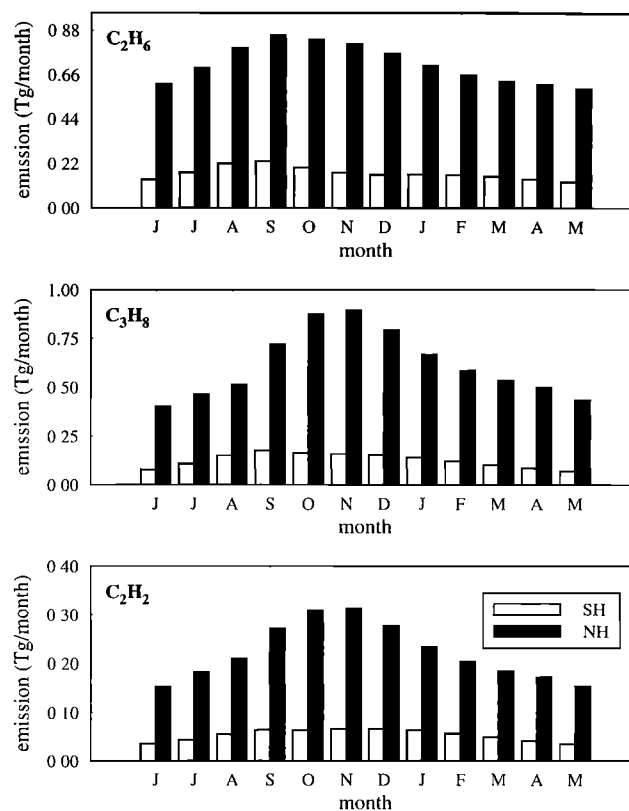 C₂H₆
emission (Tg/month)
0 88
0 66
0 44
0 22
0 00
J J A S O N D J F M A M
month
C₃H₈
emission (Tg/month)
1.00
0.75
0 50
0 25
0 00
J J A S O N D J F M A M
month
C₂H₂
emission (Tg/month)
0 40
0 30
0 20
0 10
0 00
SH
NH
J J A S O N D J F M A M
month